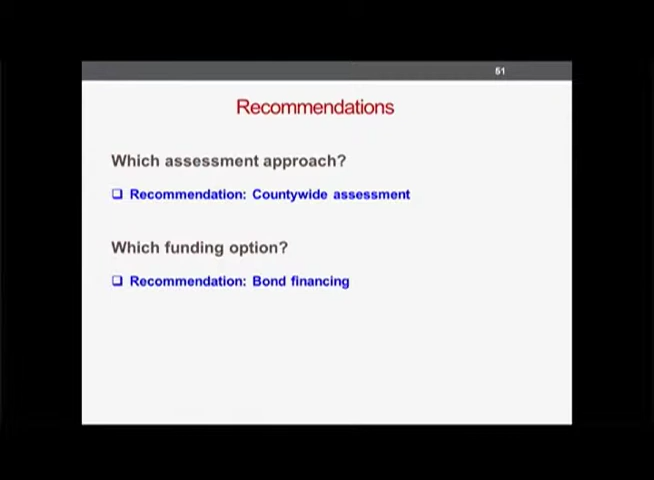 51
Recommendations
Which assessment approach?
❑ Recommendation: Countywide assessment
Which funding option?
❑ Recommendation: Bond financing